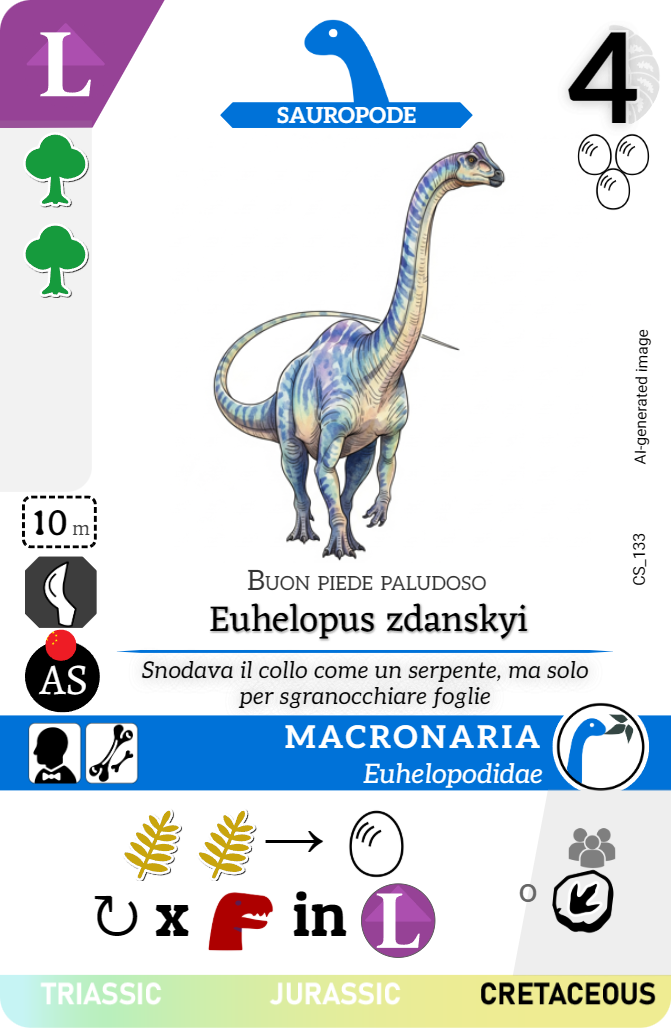 L
SAUROPODE
4
AI-generated image
CS_133
10 m
AS
BUON PIEDE PALUDOSO
Euhelopus zdanskyi
Snodava il collo come un serpente, ma solo
per sgranocchiare foglie
MACRONARIA
Euhelopodidae
x in L
o
TRIASSIC JURASSIC CRETACEOUS